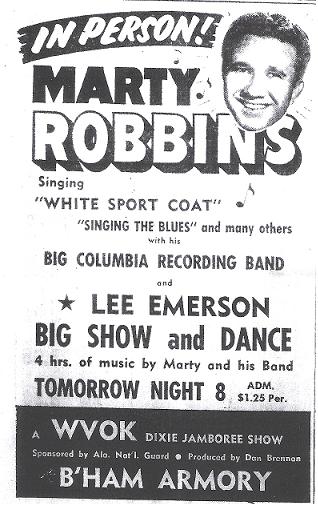 IN PERSON!
MARTY
ROBBINS
Singing
"WHITE SPORT COAT"
"SINGING THE BLUES" and many others
with his
BIG COLUMBIA RECORDING BAND
and
★ LEE EMERSON
BIG SHOW and DANCE
4 hrs. of music by Marty and his Band
TOMORROW NIGHT 8 ADM.
$1.25 Per.
A WVOK DIXIE JAMBOREE SHOW
Sponsored by Ala. Nat'l. Guard ● Produced by Dan Brennan
B'HAM ARMORY